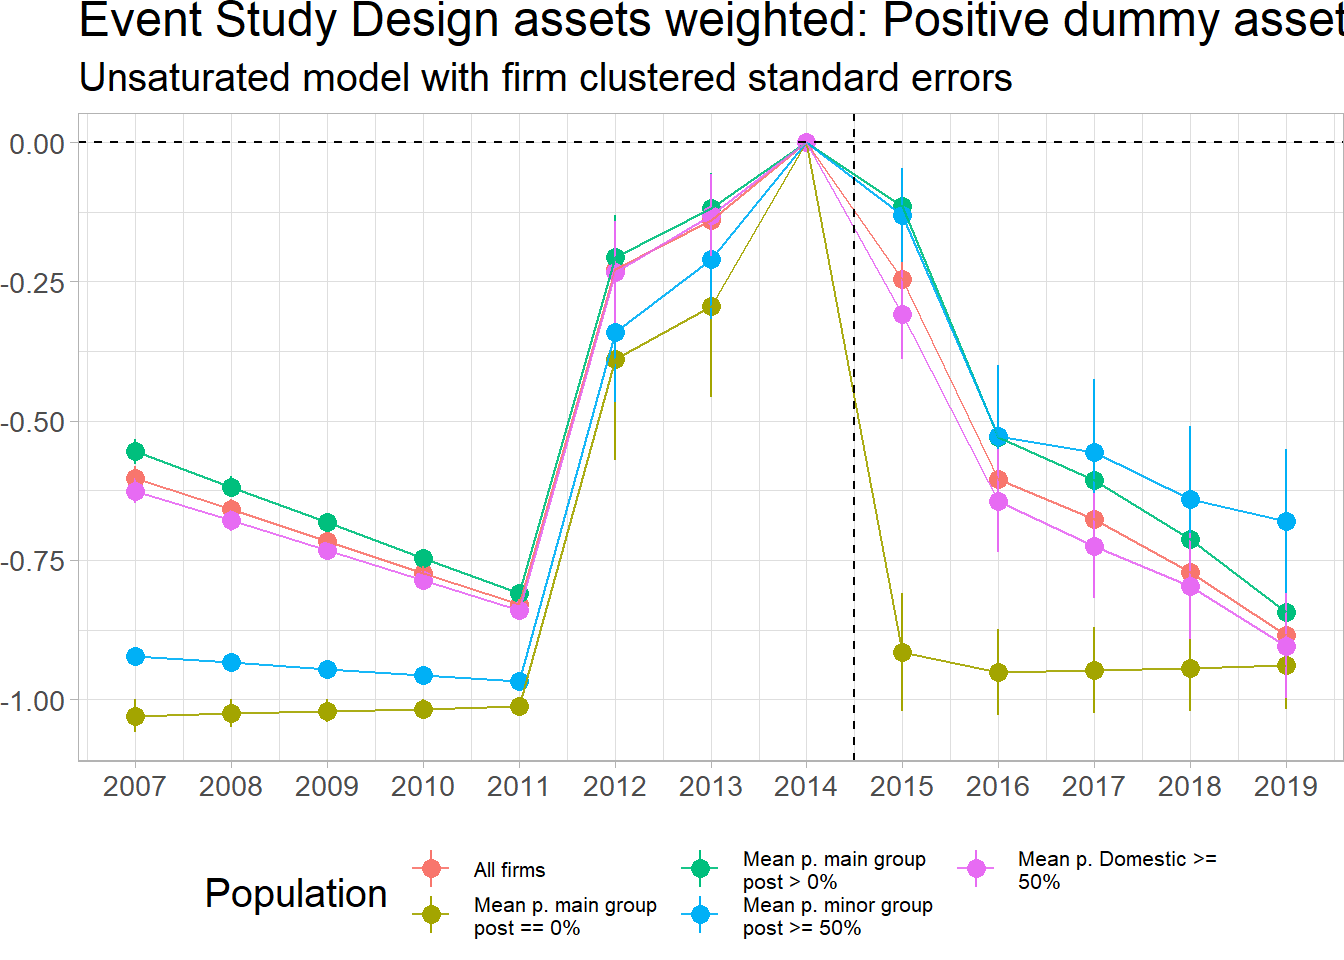 Event Study Design assets weighted: Positive dummy asset
Unsaturated model with firm clustered standard errors
0.00
-0.25
-0.50
-0.75
-1.00
2007 2008 2009 2010 2011 2012 2013 2014 2015 2016 2017 2018 2019
Population
All firms
Mean p. main group
post == 0%
Mean p. main group
post > 0%
Mean p. minor group
post >= 50%
Mean p. Domestic >=
50%